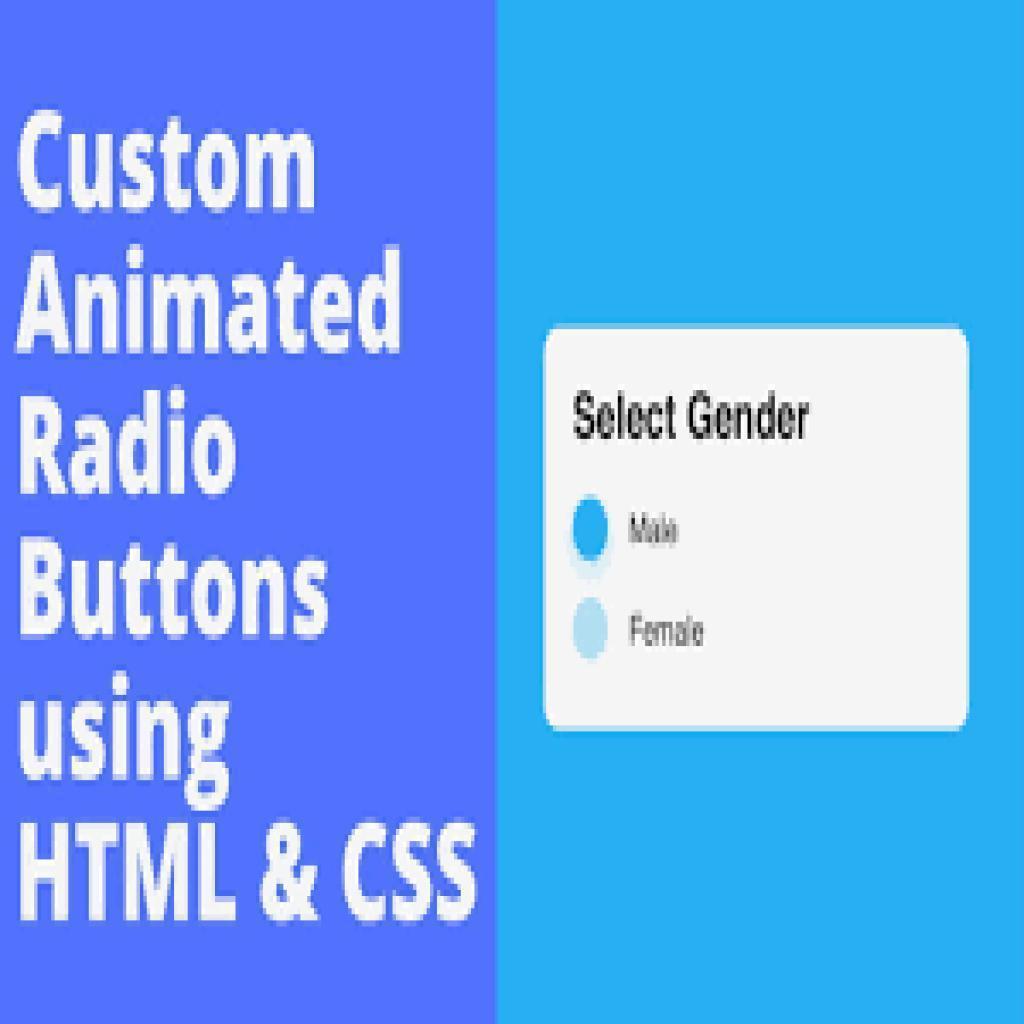 Custom
Animated
Radio
Buttons
using
HTML & CSS
Select Gender
Male
Female